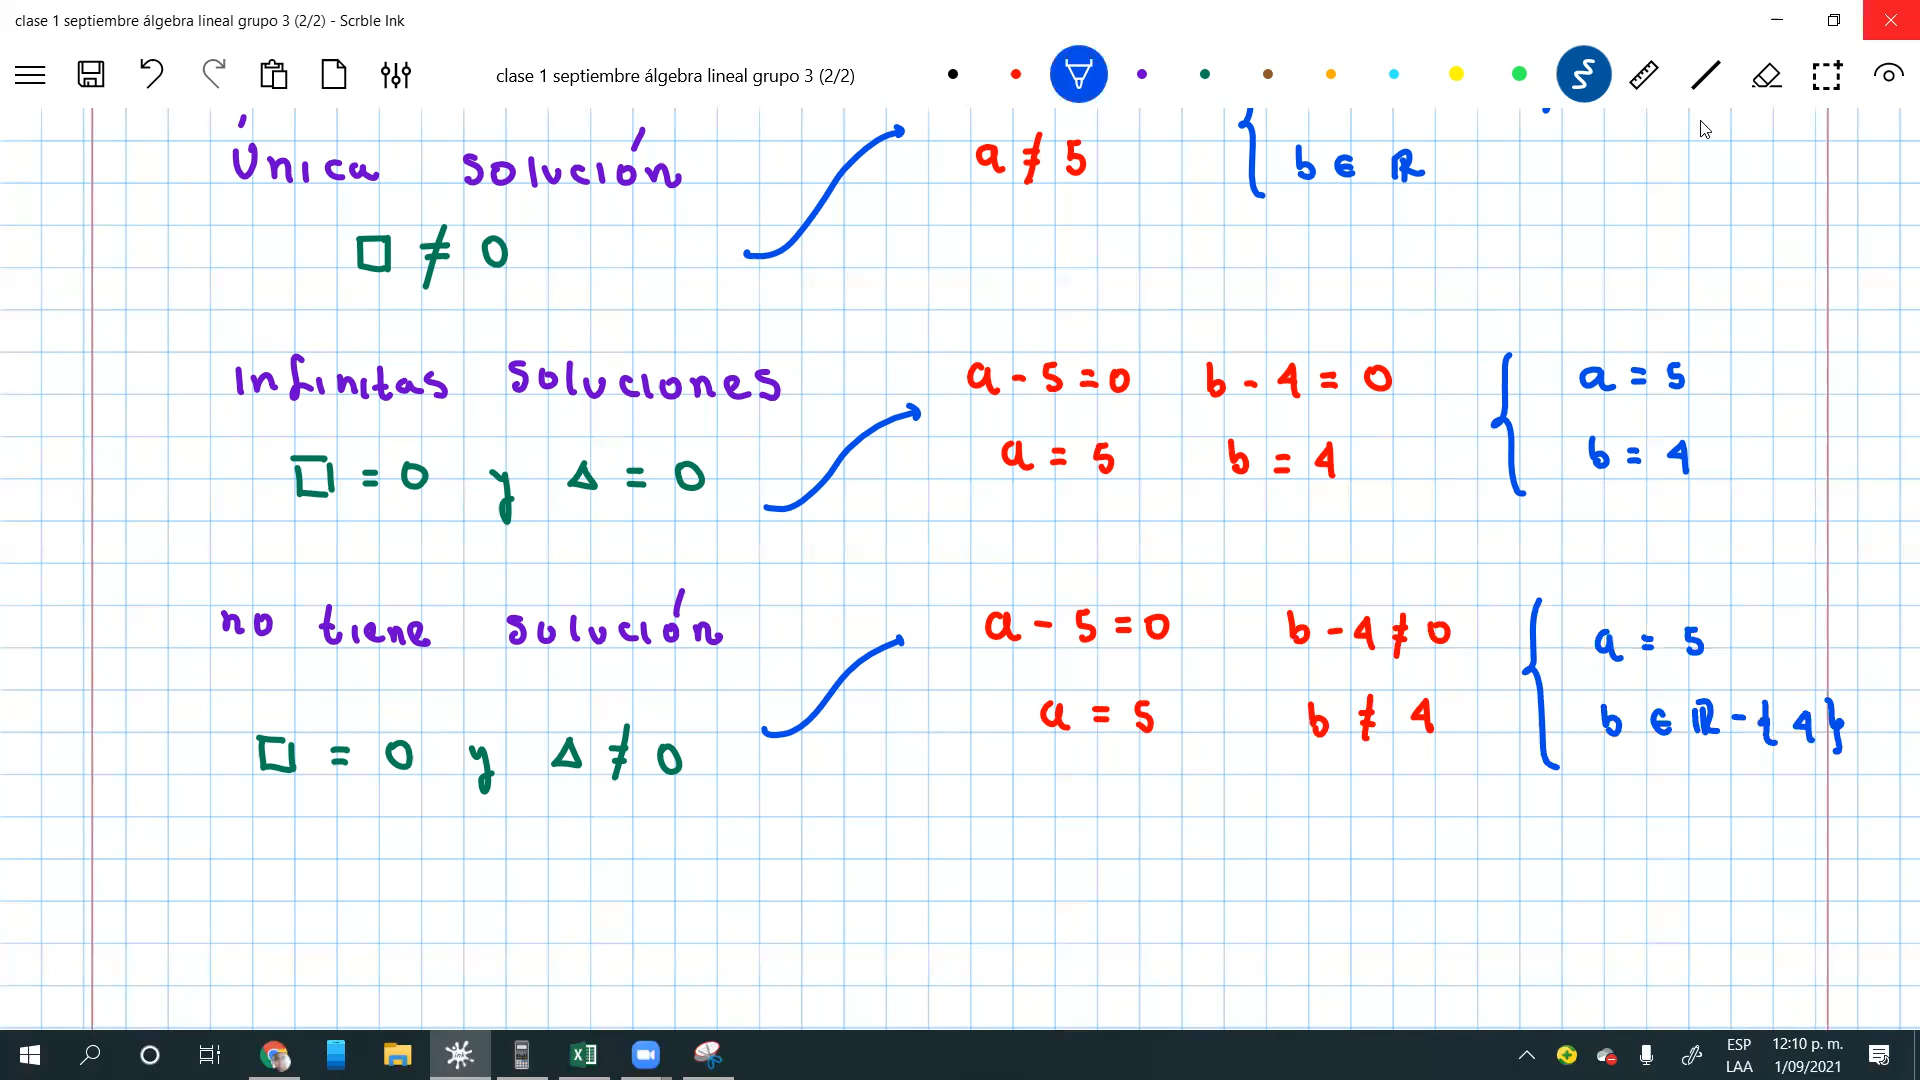 clase 1 septiembre álgebra lineal grupo 3 (2/2) - Scrble Ink
clase 1 septiembre álgebra lineal grupo 3 (2/2)
Única solución
a ≠ 5
b ∈ ℝ
□ ≠ 0
Infinitas soluciones
a - 5 = 0 b - 4 = 0
a = 5
□ = 0 y Δ = 0
a = 5 b = 4
b = 4
no tiene solución
a - 5 = 0 b - 4 ≠ 0
a = 5
□ = 0 y Δ ≠ 0
a = 5 b ≠ 4
b ∈ ℝ - { 4 }
ESP
LAA
12:10 p. m.
1/09/2021